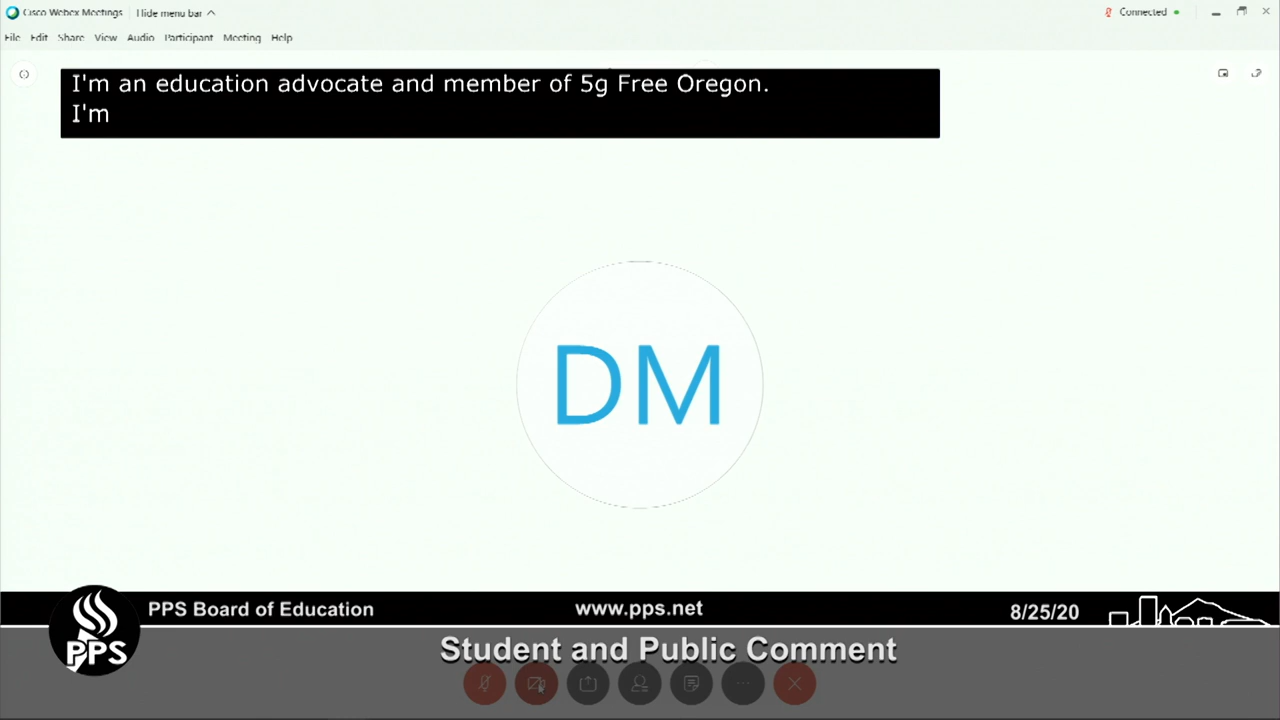 Cisco Webex Meetings Hide menu bar Connected
File Edit Share View Audio Participant Meeting Help
I'm an education advocate and member of 5g Free Oregon.
I'm
DM
PPS Board of Education www.pps.net 8/25/20
PPS
Student and Public Comment